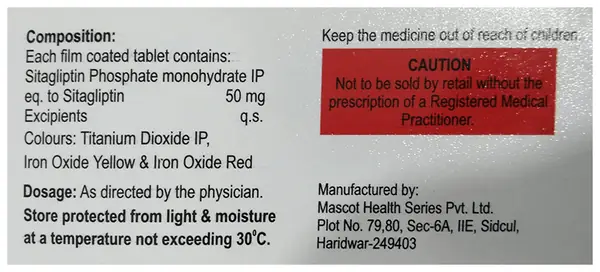 Composition:
Each film coated tablet contains:
Sitagliptin Phosphate monohydrate IP
eq. to Sitagliptin 50 mg
Excipients q.s.
Colours: Titanium Dioxide IP,
Iron Oxide Yellow & Iron Oxide Red
Dosage: As directed by the physician.
Store protected from light & moisture
at a temperature not exceeding 30°C.
Keep the medicine out of reach of children
CAUTION
Not to be sold by retail without the
prescription of a Registered Medical
Practitioner.
Manufactured by:
Mascot Health Series Pvt. Ltd.
Plot No. 79,80, Sec-6A, IIE, Sidcul,
Haridwar-249403